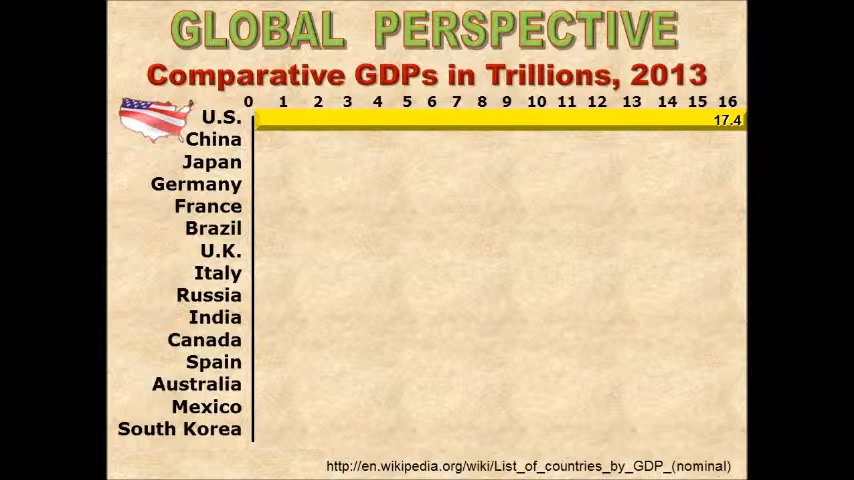 GLOBAL PERSPECTIVE
Comparative GDPs in Trillions, 2013
0 1 2 3 4 5 6 7 8 9 10 11 12 13 14 15 16
U.S. 17.4
China
Japan
Germany
France
Brazil
U.K.
Italy
Russia
India
Canada
Spain
Australia
Mexico
South Korea
http://en.wikipedia.org/wiki/List_of_countries_by_GDP_(nominal)